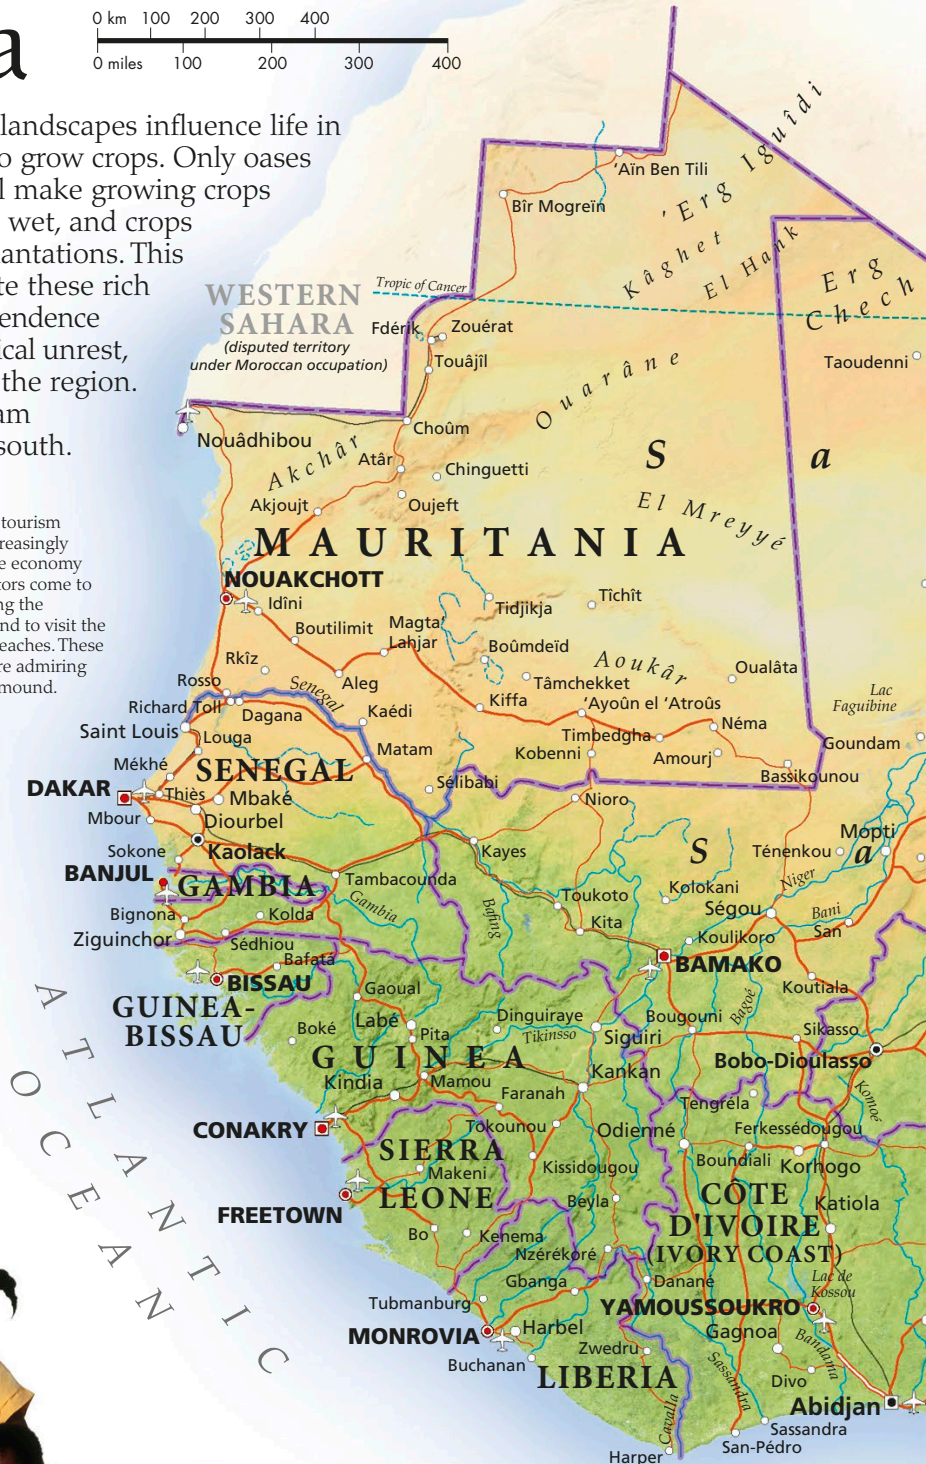 a
0 km 100 200 300 400
0 miles 100 200 300 400
landscapes influence life in
o grow crops. Only oases
l make growing crops
wet, and crops
antations. This
te these rich
endence
ical unrest,
the region.
am
south.
tourism
reasingly
e economy
tors come to
ng the
nd to visit the
eaches. These
re admiring
mound.
'Aïn Ben Tili
Bîr Mogreïn
'Erg Iguîdi
Kâghet
El Hank
Erg
Chech
Tropic of Cancer
WESTERN
SAHARA
(disputed territory
under Moroccan occupation)
Fdérik
Zouérat
Touâjîl
Taoudenni
Ouarâne
Nouâdhibou
Choûm
Akchâr
Atâr
Chinguetti
S a
Akjoujt
Oujeft
El Mreyyé
MAURITANIA
NOUAKCHOTT
Idîni
Tidjikja
Tîchît
Boutilimit
Magta
Lahjar
Boûmdeïd
Aoukâr
Oualâta
Rkîz
Aleg
Tâmchekket
Rosso
Senegal
Kiffa
'Ayoûn el 'Atroûs
Lac
Faguibine
Richard Toll
Dagana
Kaédi
Néma
Saint Louis
Louga
Matam
Timbedgha
Kobenni
Amourj
Goundam
Mékhé
SENEGAL
Sélibabi
Bassikounou
DAKAR
Thiès
Mbaké
Nioro
Mbour
Diourbel
Sokone
Kaolack
Kayes
S a
Ténenkou
Mopti
BANJUL
GAMBIA
Tambacounda
Gambia
Bafing
Toukoto
Kolokani
Niger
Bignona
Kolda
Kita
Ségou
Bani
San
Ziguinchor
Sédhiou
Koulikoro
Bafatá
BISSAU
BAMAKO
Koutiala
GUINEA-
BISSAU
Gaoual
Boké
Labé
Pita
Dinguiraye
Tikinsso
Siguiri
Bougouni
Bagoé
Sikasso
GUINEA
Bobo-Dioulasso
Kindia
Mamou
Kankan
Faranah
Tengréla
Komoé
CONAKRY
Tokounou
Odienné
Ferkessédougou
SIERRA
LEONE
Makeni
Kissidougou
Boundiali
Korhogo
FREETOWN
Beyla
CÔTE
D'IVOIRE
(IVORY COAST)
Katiola
Bo
Kenema
Nzérékoré
Gbanga
Danané
Lac de
Kossou
Tubmanburg
YAMOUSSOUKRO
MONROVIA
Harbel
Gagnoa
Bandama
Buchanan
Zwedru
LIBERIA
Sassandra
Divo
Abidjan
Cavalla
Sassandra
San-Pédro
Harper
ATLANTIC
OCEAN